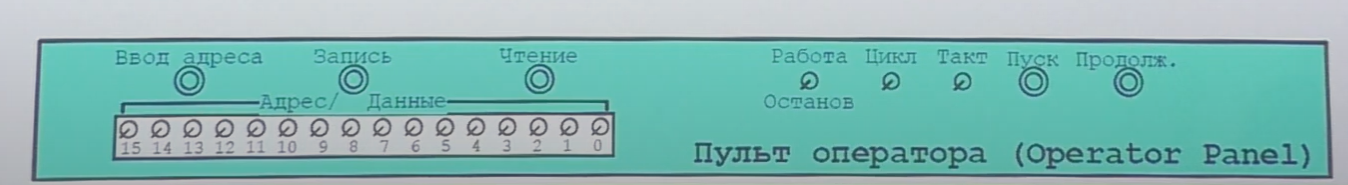 Ввод адреса Запись Чтение Работа Цикл Такт Пуск Продолж.
Адрес/ Данные Останов
15 14 13 12 11 10 9 8 7 6 5 4 3 2 1 0
Пульт оператора (Operator Panel)